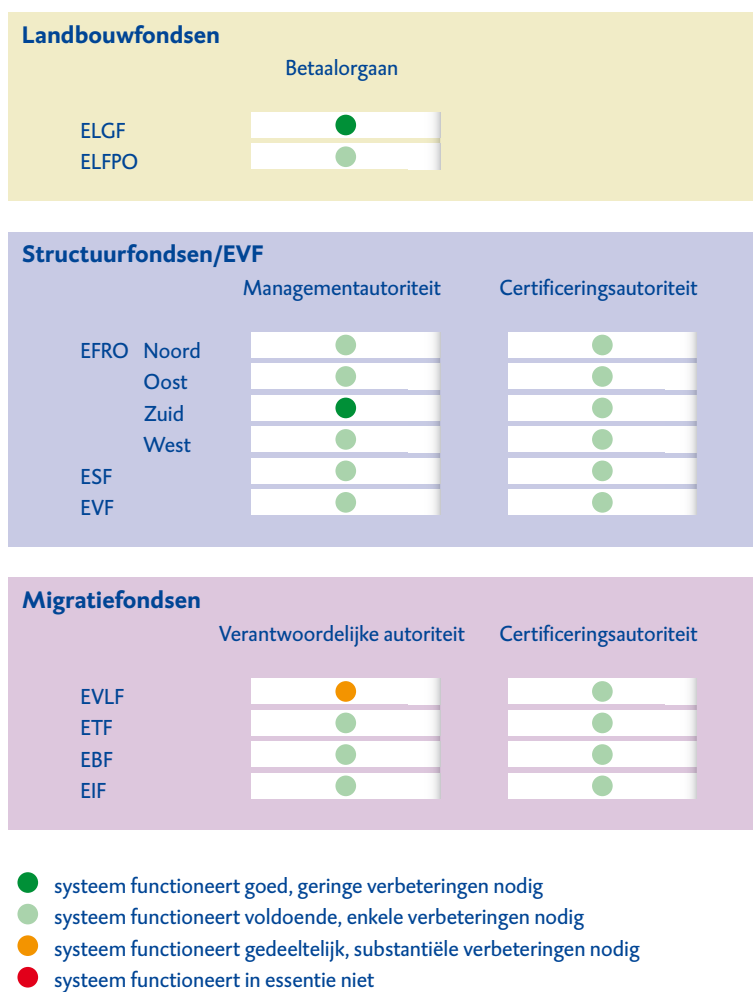 Landbouwfondsen
Betaalorgaan
ELGF
ELFPO
Structuurfondsen/EVF
Managementautoriteit Certificeringsautoriteit
EFRO Noord
Oost
Zuid
West
ESF
EVF
Migratiefondsen
Verantwoordelijke autoriteit Certificeringsautoriteit
EVLF
ETF
EBF
EIF
systeem functioneert goed, geringe verbeteringen nodig
systeem functioneert voldoende, enkele verbeteringen nodig
systeem functioneert gedeeltelijk, substantiële verbeteringen nodig
systeem functioneert in essentie niet